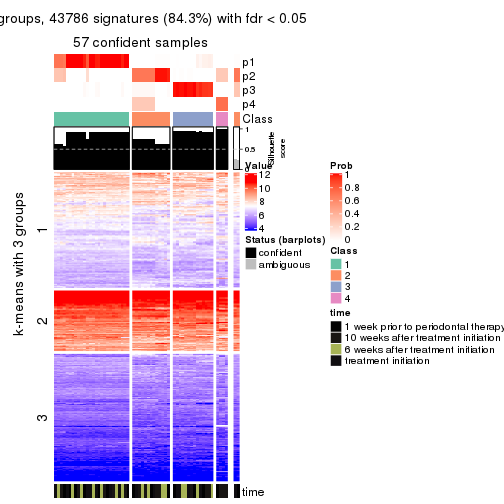 groups, 43786 signatures (84.3%) with fdr < 0.05
57 confident samples
p1
p2
p3
p4
Class
1
0.5
0
Silhouette
score
k-means with 3 groups
1
2
3
time
Value
12
10
8
6
4
Status (barplots)
confident
ambiguous
Prob
1
0.8
0.6
0.4
0.2
0
Class
1
2
3
4
time
1 week prior to periodontal therapy
10 weeks after treatment initiation
6 weeks after treatment initiation
treatment initiation